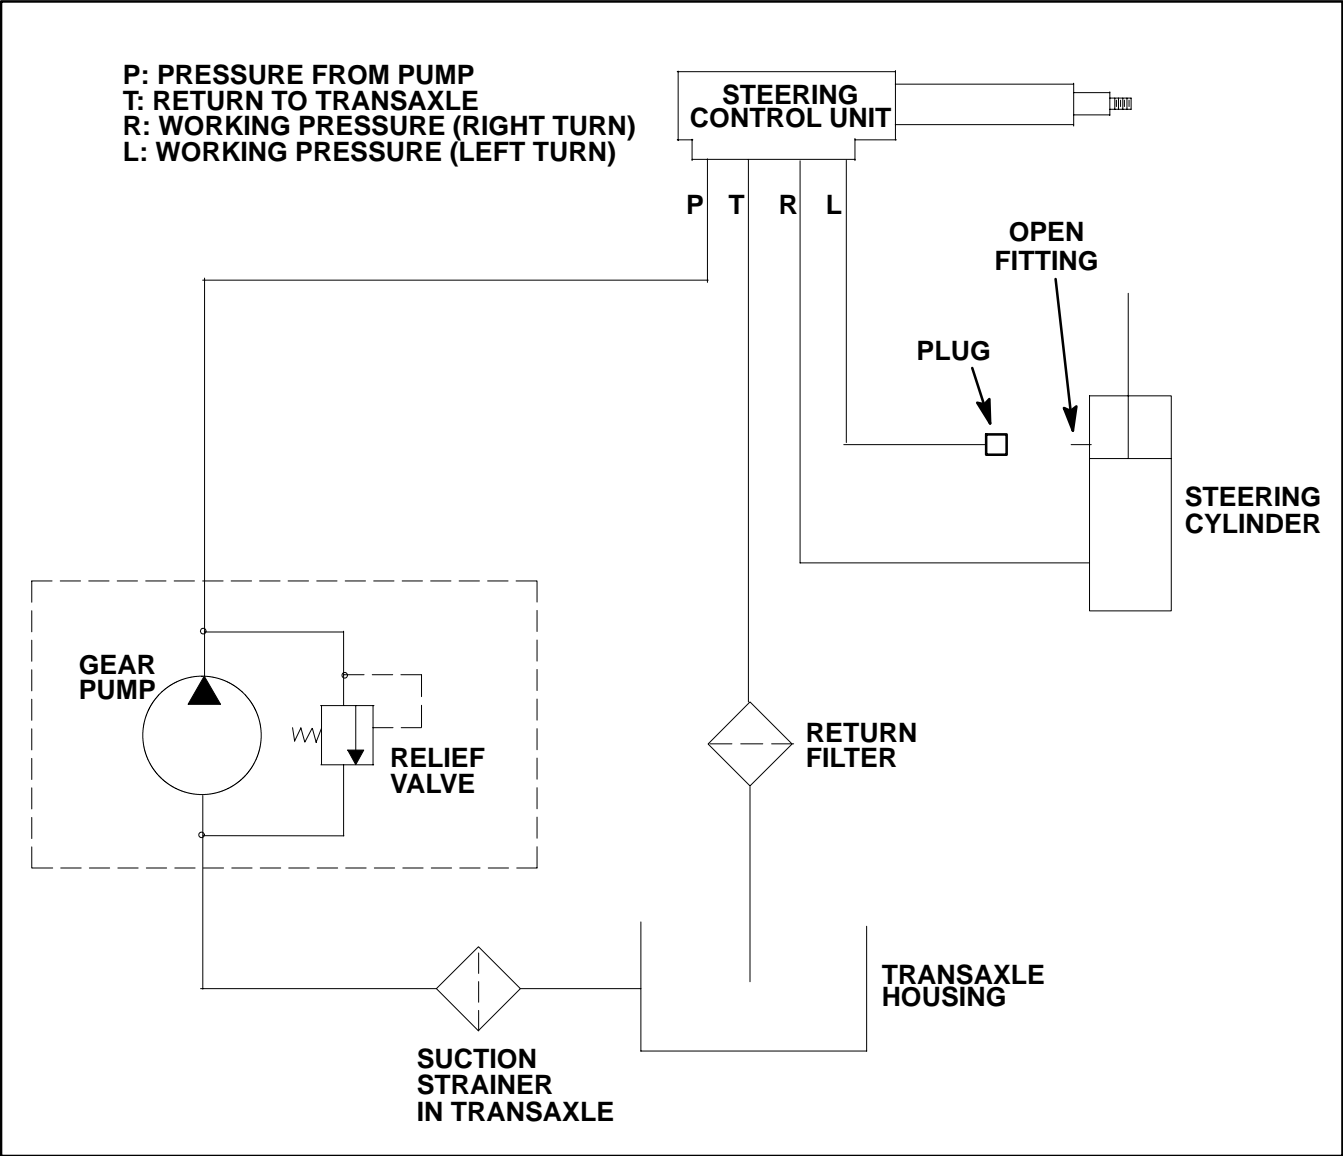 P: PRESSURE FROM PUMP
T: RETURN TO TRANSAXLE
R: WORKING PRESSURE (RIGHT TURN)
L: WORKING PRESSURE (LEFT TURN)
STEERING
CONTROL UNIT
P T R L
OPEN
FITTING
PLUG
STEERING
CYLINDER
GEAR
PUMP
RELIEF
VALVE
RETURN
FILTER
TRANSAXLE
HOUSING
SUCTION
STRAINER
IN TRANSAXLE